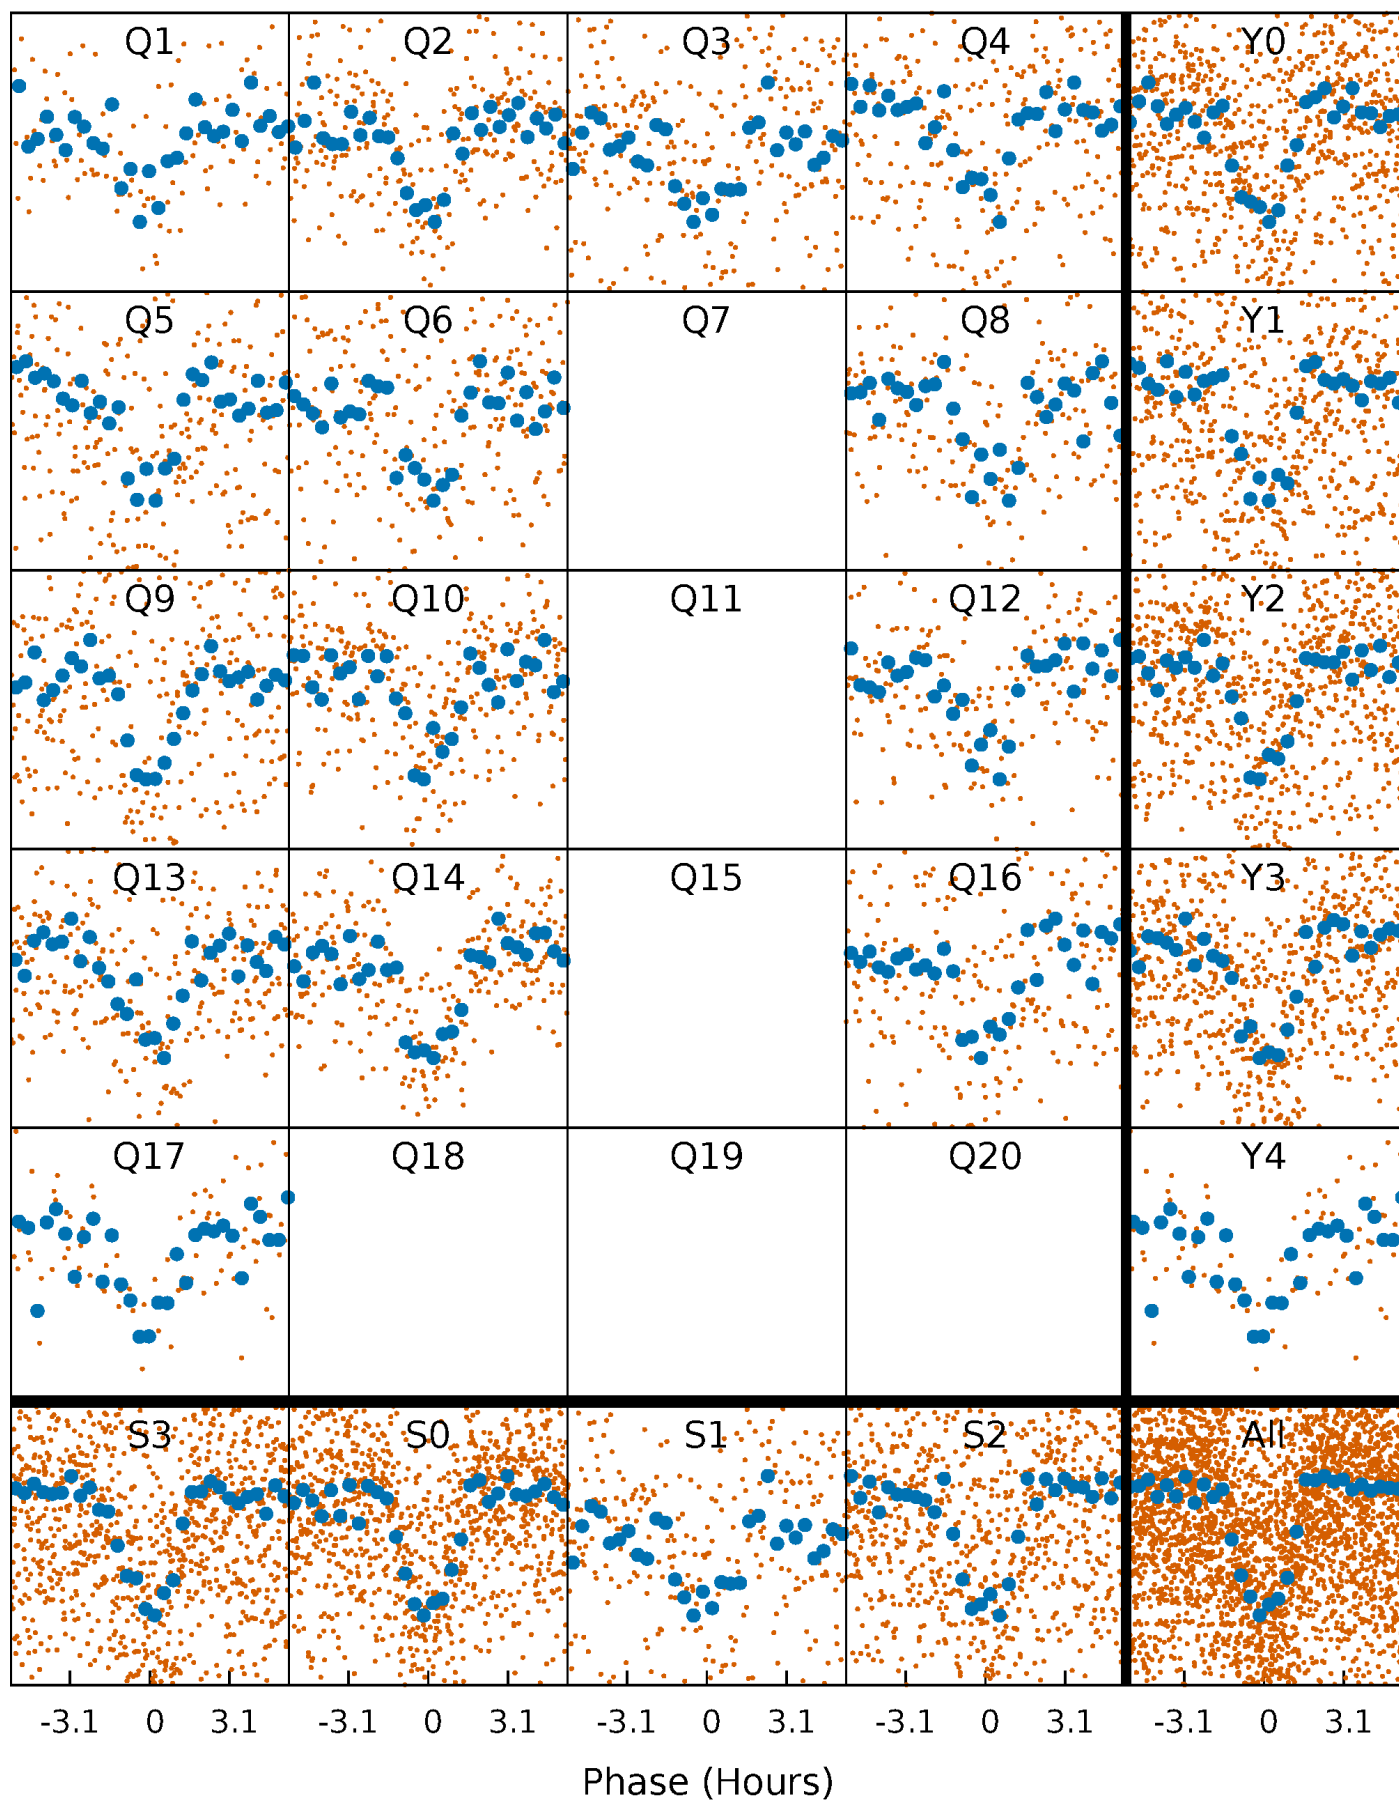 Q1 Q2 Q3 Q4 Y0
Q5 Q6 Q7 Q8 Y1
Q9 Q10 Q11 Q12 Y2
Q13 Q14 Q15 Q16 Y3
Q17 Q18 Q19 Q20 Y4
S3 S0 S1 S2 All
-3.1 0 3.1 -3.1 0 3.1 -3.1 0 3.1 -3.1 0 3.1 -3.1 0 3.1
Phase (Hours)